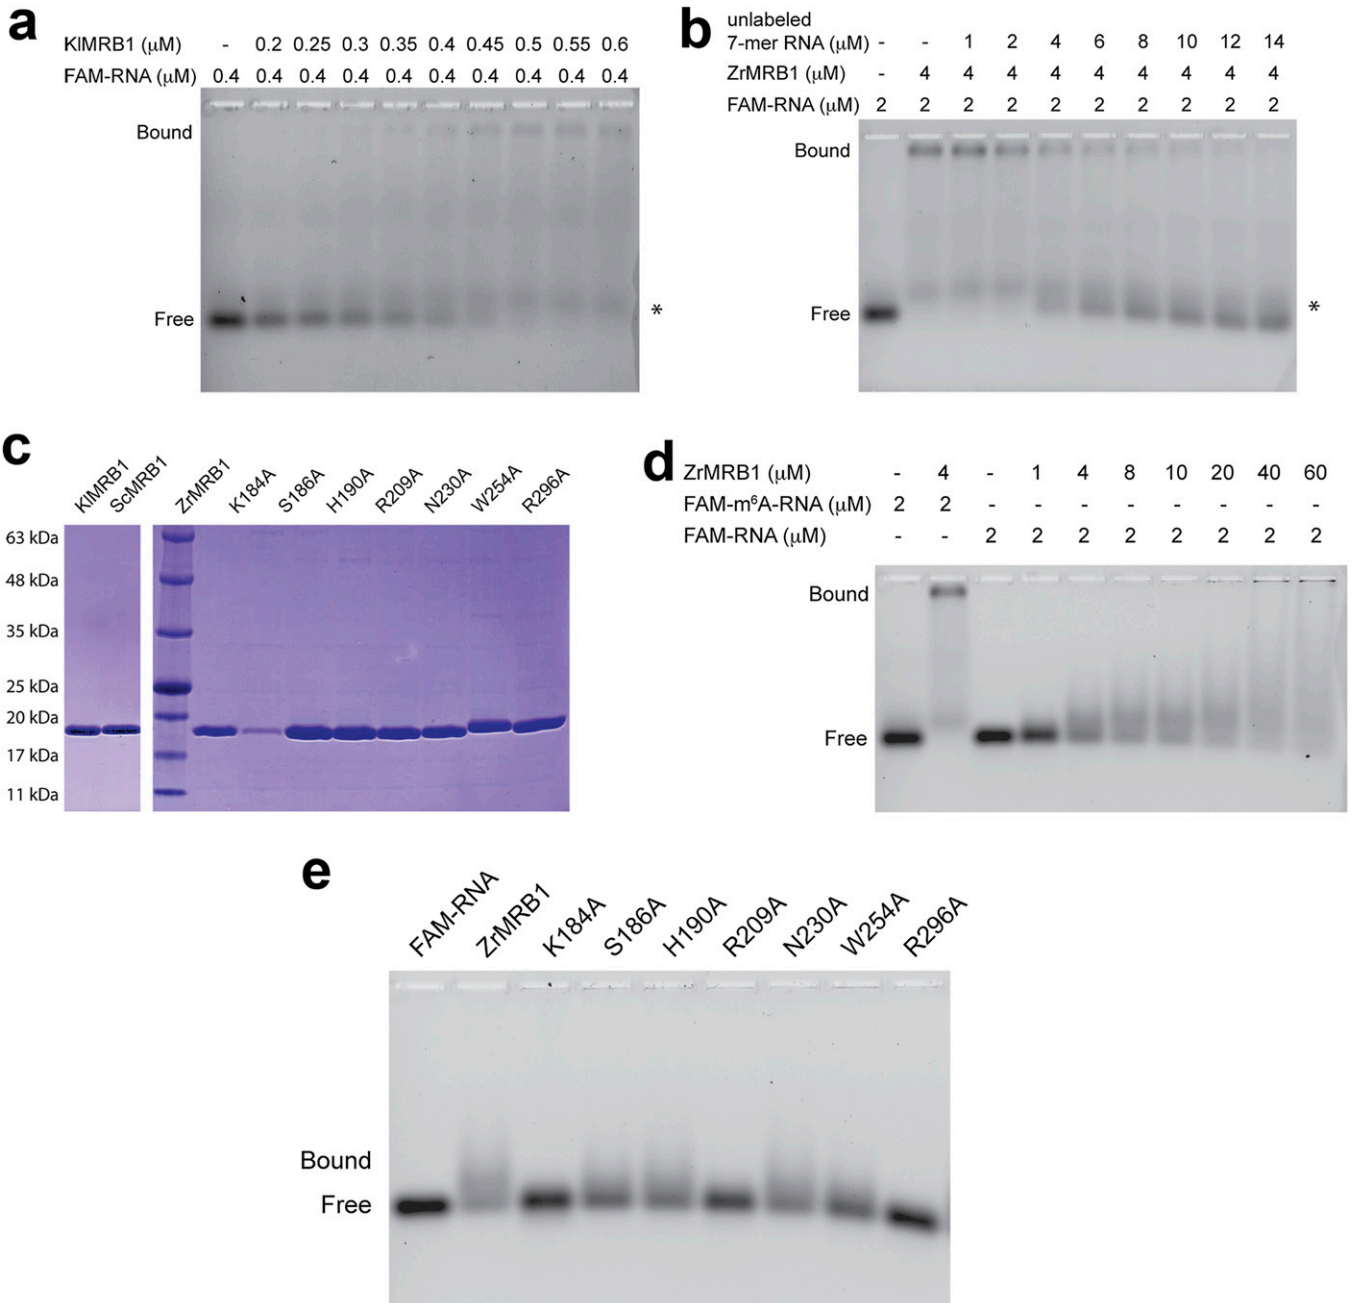 a
KlMRB1 (µM) - 0.2 0.25 0.3 0.35 0.4 0.45 0.5 0.55 0.6
FAM-RNA (µM) 0.4 0.4 0.4 0.4 0.4 0.4 0.4 0.4 0.4 0.4
Bound
Free
*
b
unlabeled
7-mer RNA (µM) - - 1 2 4 6 8 10 12 14
ZrMRB1 (µM) - 4 4 4 4 4 4 4 4 4
FAM-RNA (µM) 2 2 2 2 2 2 2 2 2 2
Bound
Free
*
c
KlMRB1 ScMRB1 ZrMRB1 K184A S186A H190A R209A N230A W254A R296A
63 kDa
48 kDa
35 kDa
25 kDa
20 kDa
17 kDa
11 kDa
d
ZrMRB1 (µM) - 4 - 1 4 8 10 20 40 60
FAM-m⁶A-RNA (µM) 2 2 - - - - - - - -
FAM-RNA (µM) - - 2 2 2 2 2 2 2 2
Bound
Free
e
FAM-RNA ZrMRB1 K184A S186A H190A R209A N230A W254A R296A
Bound
Free